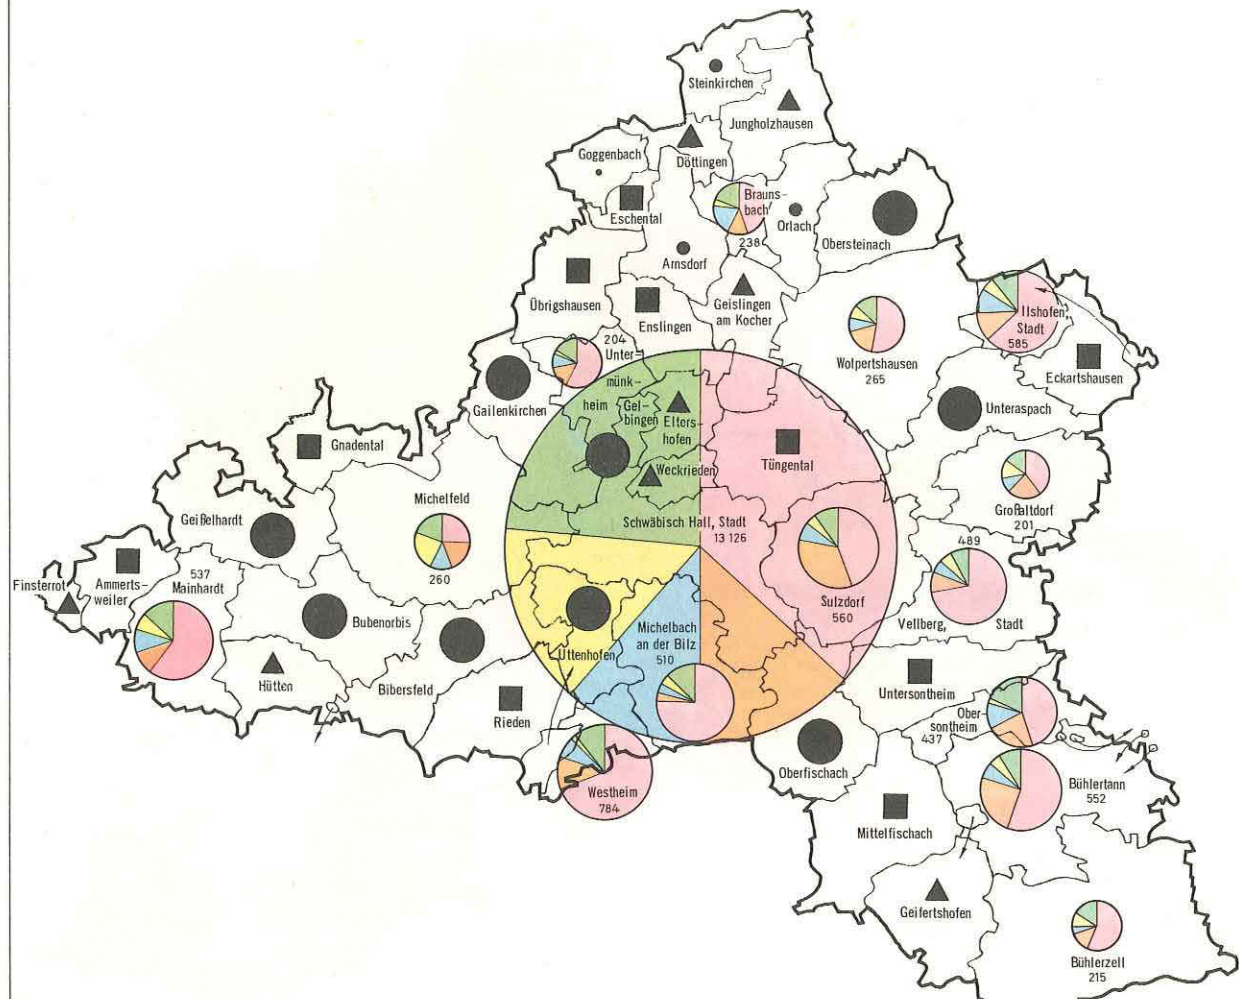 Steinkirchen
Jungholzhausen
Goggenbach
Döttingen
Brauns-
bach
238
Eschental
Orlach
Obersteinach
Arnsdorf
Übrigshausen
Enslingen
Geislingen
am Kocher
Ilshofen,
Stadt
585
Wolpertshausen
265
Eckartshausen
204
Unter-
münk-
heim
Gailenkirchen
Gel-
bingen
Elters-
hofen
Unteraspach
Gnadental
Weckrieden
Tüngental
Michelfeld
260
Großaltdorf
201
Geißelhardt
Schwäbisch Hall, Stadt
13 126
489
Vellberg, Stadt
Finsterrot
Ammerts-
weiler
537
Mainhardt
Sulzdorf
560
Bubenorbis
Michelbach
an der Bilz
510
Uttenhofen
Hütten
Bibersfeld
Rieden
Untersontheim
Ober-
sontheim
437
Oberfischach
Westheim
784
Bühlertann
552
Mittelfischach
Geifertshofen
Bühlerzell
215